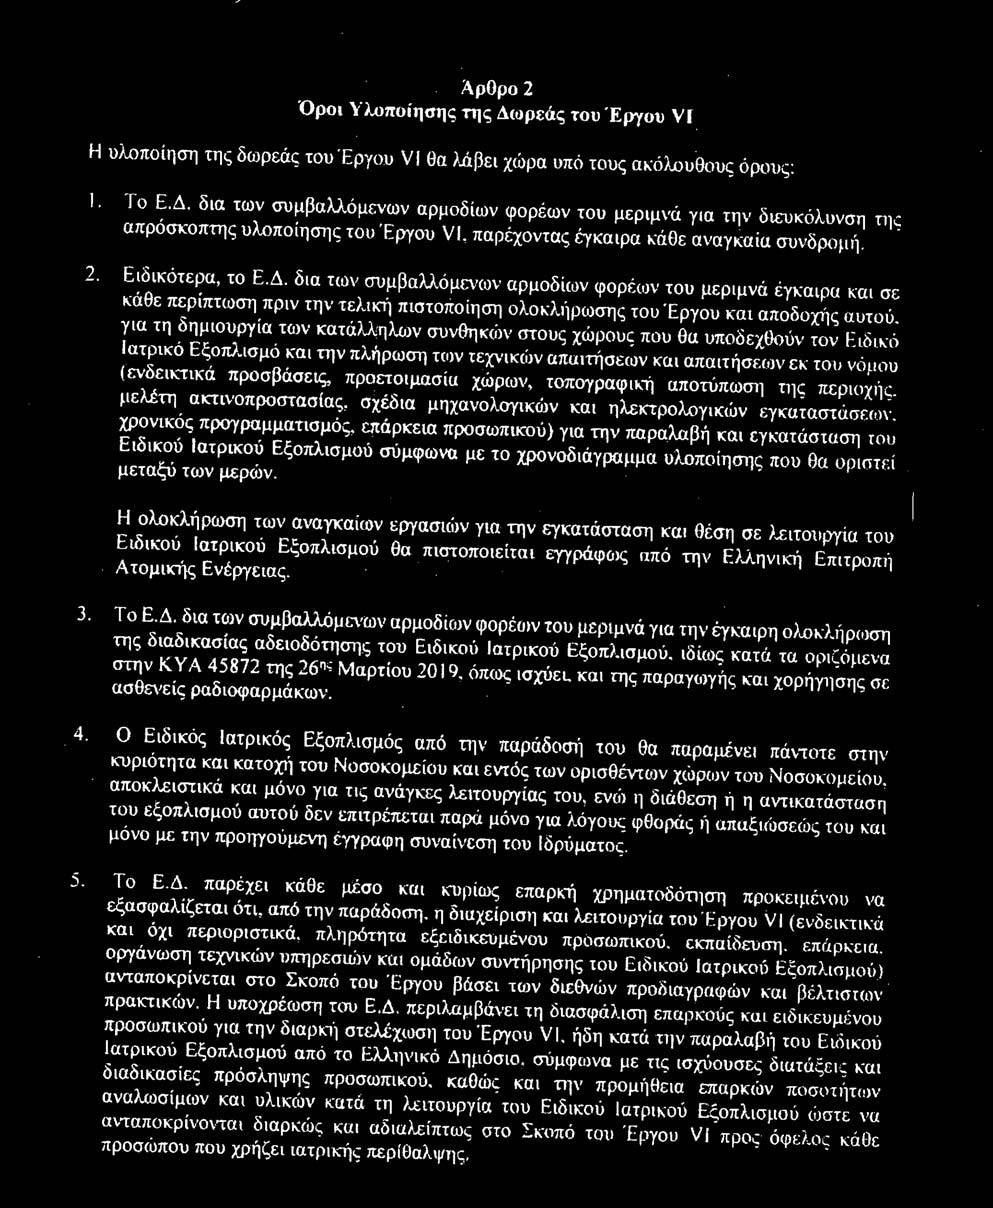 Άρθρο 2
Όροι Υλοποίησης της Δωρεάς του Έργου VI
Η υλοποίηση της δωρεάς του Έργου VI θα λάβει χώρα υπό τους ακόλουθους όρους:
1. Το Ε.Δ. δια των συμβαλλόμενων αρμοδίων φορέων του μεριμνά για την διευκόλυνση της
απρόσκοπτης υλοποίησης του Έργου VI, παρέχοντας έγκαιρα κάθε αναγκαία συνδρομή.
2. Ειδικότερα, το Ε.Δ. δια των συμβαλλόμενων αρμοδίων φορέων του μεριμνά έγκαιρα και σε
κάθε περίπτωση πριν την τελική πιστοποίηση ολοκλήρωσης του Έργου και αποδοχής αυτού,
για τη δημιουργία των κατάλληλων συνθηκών στους χώρους που θα υποδεχθούν τον Ειδικό
Ιατρικό Εξοπλισμό και την πλήρωση των τεχνικών απαιτήσεων και απαιτήσεων εκ του νόμου
(ενδεικτικά προσβάσεις, προετοιμασία χώρων, τοπογραφική αποτύπωση της περιοχής,
μελέτη ακτινοπροστασίας, σχέδια μηχανολογικών και ηλεκτρολογικών εγκαταστάσεων,
χρονικός προγραμματισμός, επάρκεια προσωπικού) για την παραλαβή και εγκατάσταση του
Ειδικού Ιατρικού Εξοπλισμού σύμφωνα με το χρονοδιάγραμμα υλοποίησης που θα οριστεί
μεταξύ των μερών.
Η ολοκλήρωση των αναγκαίων εργασιών για την εγκατάσταση και θέση σε λειτουργία του
Ειδικού Ιατρικού Εξοπλισμού θα πιστοποιείται εγγράφως από την Ελληνική Επιτροπή
Ατομικής Ενέργειας.
3. Το Ε.Δ. δια των συμβαλλόμενων αρμοδίων φορέων του μεριμνά για την έγκαιρη ολοκλήρωση
της διαδικασίας αδειοδότησης του Ειδικού Ιατρικού Εξοπλισμού, ιδίως κατά τα οριζόμενα
στην ΚΥΑ 45872 της 26ης Μαρτίου 2019, όπως ισχύει, και της παραγωγής και χορήγησης σε
ασθενείς ραδιοφαρμάκων.
4. Ο Ειδικός Ιατρικός Εξοπλισμός από την παράδοσή του θα παραμένει πάντοτε στην
κυριότητα και κατοχή του Νοσοκομείου και εντός των ορισθέντων χώρων του Νοσοκομείου,
αποκλειστικά και μόνο για τις ανάγκες λειτουργίας του, ενώ η διάθεση ή η αντικατάσταση
του εξοπλισμού αυτού δεν επιτρέπεται παρά μόνο για λόγους φθοράς ή απαξιώσεώς του και
μόνο με την προηγούμενη έγγραφη συναίνεση του Ιδρύματος.
5. Το Ε.Δ. παρέχει κάθε μέσο και κυρίως επαρκή χρηματοδότηση προκειμένου να
εξασφαλίζεται ότι, από την παράδοση, η διαχείριση και λειτουργία του Έργου VI (ενδεικτικά
και όχι περιοριστικά, πληρότητα εξειδικευμένου προσωπικού, εκπαίδευση, επάρκεια,
οργάνωση τεχνικών υπηρεσιών και ομάδων συντήρησης του Ειδικού Ιατρικού Εξοπλισμού)
ανταποκρίνεται στο Σκοπό του Έργου βάσει των διεθνών προδιαγραφών και βέλτιστων
πρακτικών. Η υποχρέωση του Ε.Δ. περιλαμβάνει τη διασφάλιση επαρκούς και ειδικευμένου
προσωπικού για την διαρκή στελέχωση του Έργου VI, ήδη κατά την παραλαβή του Ειδικού
Ιατρικού Εξοπλισμού από το Ελληνικό Δημόσιο, σύμφωνα με τις ισχύουσες διατάξεις και
διαδικασίες πρόσληψης προσωπικού, καθώς και την προμήθεια επαρκών ποσοτήτων
αναλωσίμων και υλικών κατά τη λειτουργία του Ειδικού Ιατρικού Εξοπλισμού ώστε να
ανταποκρίνονται διαρκώς και αδιαλείπτως στο Σκοπό του Έργου VI προς όφελος κάθε
προσώπου που χρήζει ιατρικής περίθαλψης.